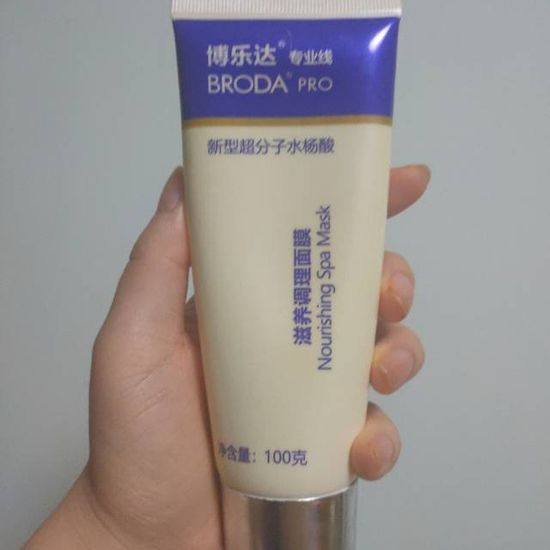 博乐达® 专业线
BRODA® PRO
新型超分子水杨酸
滋养调理面膜
Nourishing Spa Mask
净含量：100克